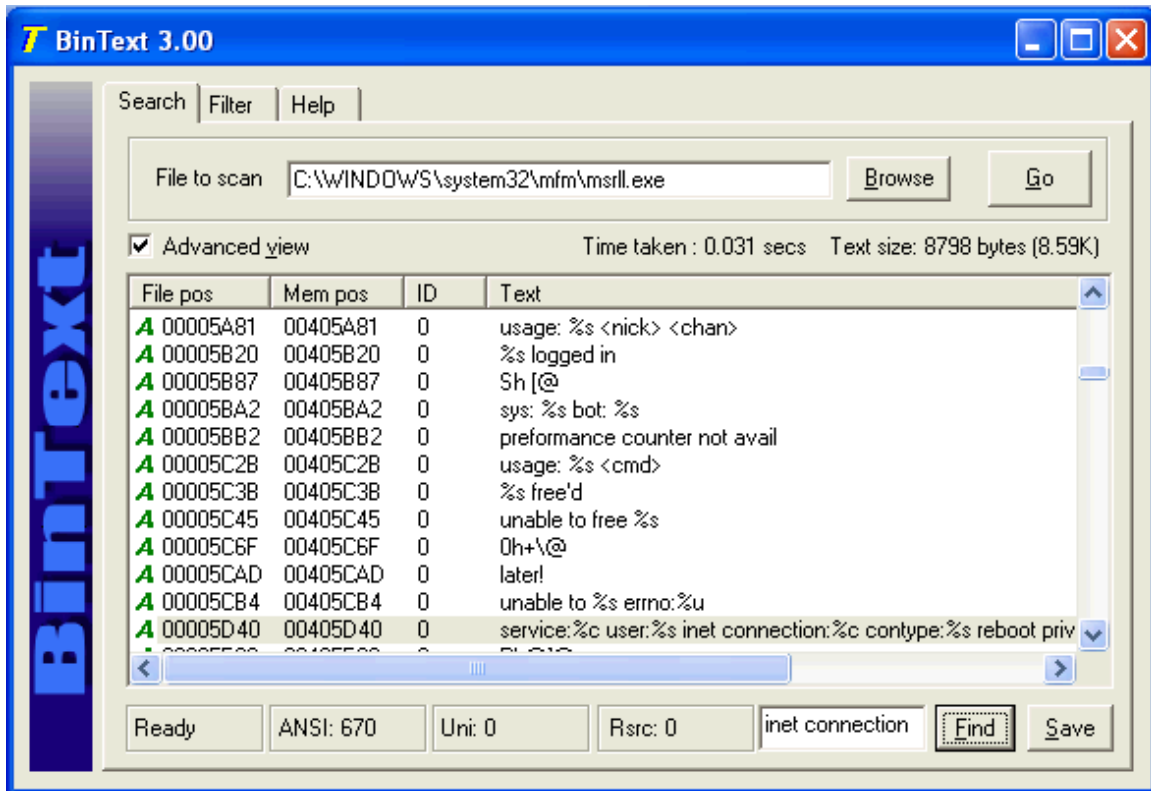 BinText 3.00
Search Filter Help
File to scan C:\WINDOWS\system32\mfm\msrll.exe Browse Go
Advanced view Time taken : 0.031 secs Text size: 8798 bytes (8.59K)
File pos Mem pos ID Text
A 00005A81 00405A81 0 usage: %s <nick> <chan>
A 00005B20 00405B20 0 %s logged in
A 00005B87 00405B87 0 Sh [@
A 00005BA2 00405BA2 0 sys: %s bot: %s
A 00005BB2 00405BB2 0 preformance counter not avail
A 00005C2B 00405C2B 0 usage: %s <cmd>
A 00005C3B 00405C3B 0 %s free'd
A 00005C45 00405C45 0 unable to free %s
A 00005C6F 00405C6F 0 0h+\@
A 00005CAD 00405CAD 0 later!
A 00005CB4 00405CB4 0 unable to %s errno:%u
A 00005D40 00405D40 0 service:%c user:%s inet connection:%c contype:%s reboot priv
Ready ANSI: 670 Uni: 0 Rsrc: 0 inet connection Find Save
BinText